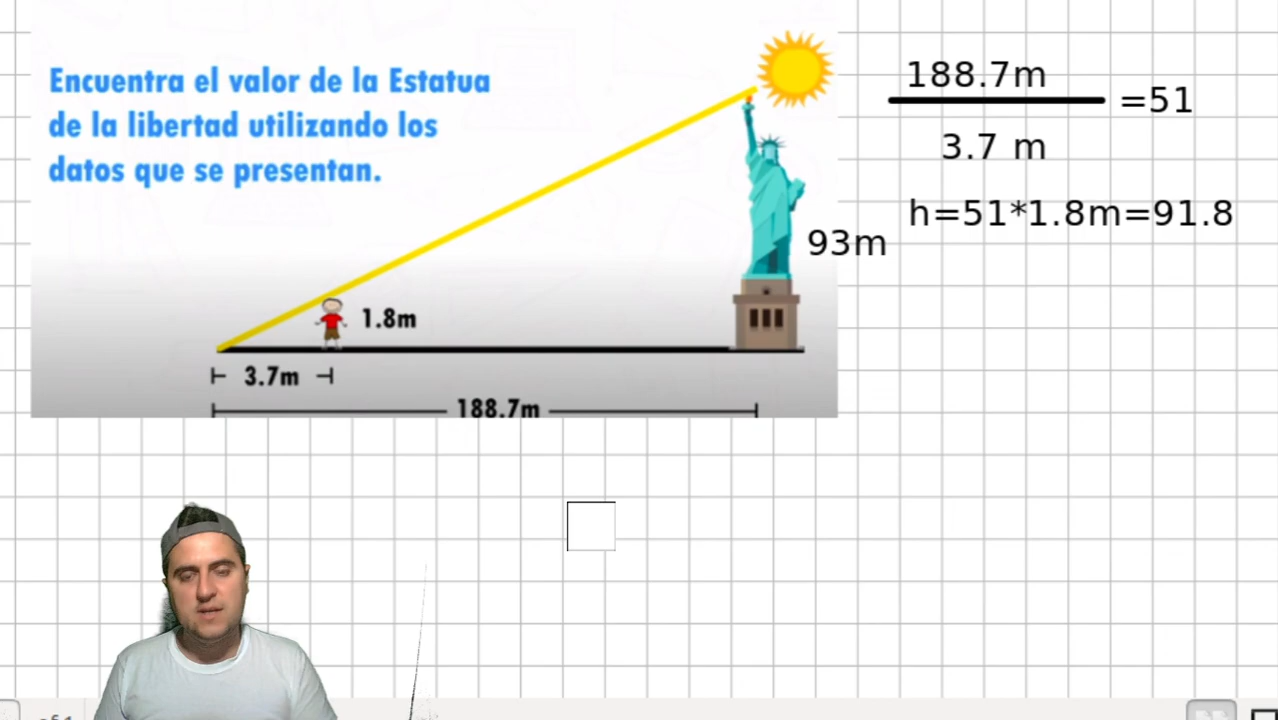 Encuentra el valor de la Estatua
de la libertad utilizando los
datos que se presentan.
1.8m
3.7m
188.7m
93m
188.7m
3.7 m
=51
h=51*1.8m=91.8